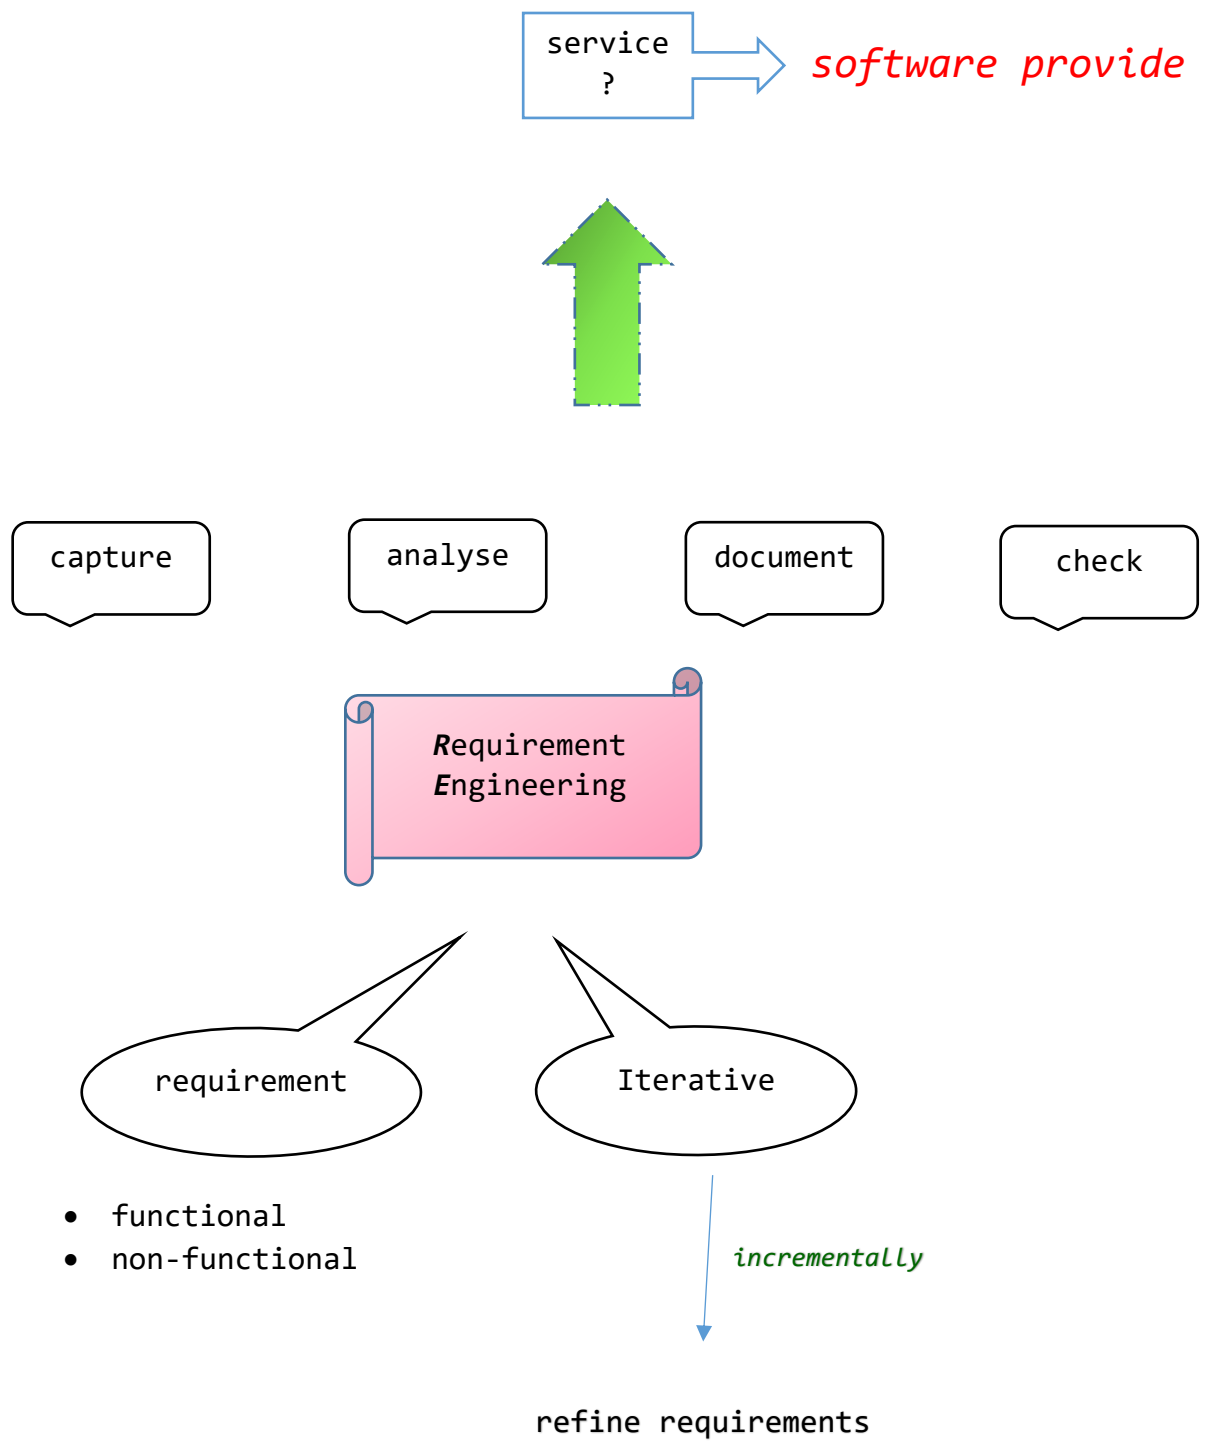 service
?
software provide
capture
analyse
document
check
Requirement
Engineering
requirement
Iterative
• functional
• non-functional
incrementally
refine requirements